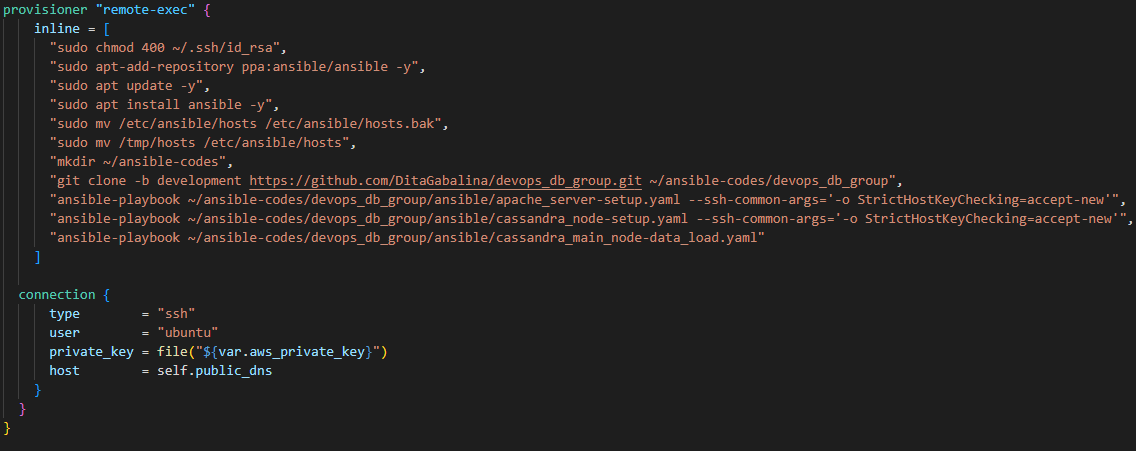 provisioner "remote-exec" {
    inline = [
      "sudo chmod 400 ~/.ssh/id_rsa",
      "sudo apt-add-repository ppa:ansible/ansible -y",
      "sudo apt update -y",
      "sudo apt install ansible -y",
      "sudo mv /etc/ansible/hosts /etc/ansible/hosts.bak",
      "sudo mv /tmp/hosts /etc/ansible/hosts",
      "mkdir ~/ansible-codes",
      "git clone -b development https://github.com/DitaGabalina/devops_db_group.git ~/ansible-codes/devops_db_group",
      "ansible-playbook ~/ansible-codes/devops_db_group/ansible/apache_server-setup.yaml --ssh-common-args='-o StrictHostKeyChecking=accept-new'",
      "ansible-playbook ~/ansible-codes/devops_db_group/ansible/cassandra_node-setup.yaml --ssh-common-args='-o StrictHostKeyChecking=accept-new'",
      "ansible-playbook ~/ansible-codes/devops_db_group/ansible/cassandra_main_node-data_load.yaml"
    ]
  connection {
      type        = "ssh"
      user        = "ubuntu"
      private_key = file("${var.aws_private_key}")
      host        = self.public_dns
    }
  }
}